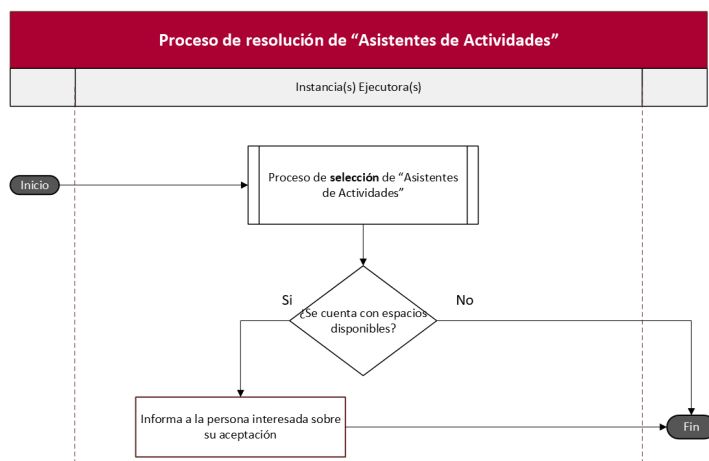 Proceso de resolución de “Asistentes de Actividades”
Instancia(s) Ejecutora(s)
Inicio
Proceso de selección de “Asistentes
de Actividades”
Si
No
¿Se cuenta con espacios
disponibles?
Informa a la persona interesada sobre
su aceptación
Fin